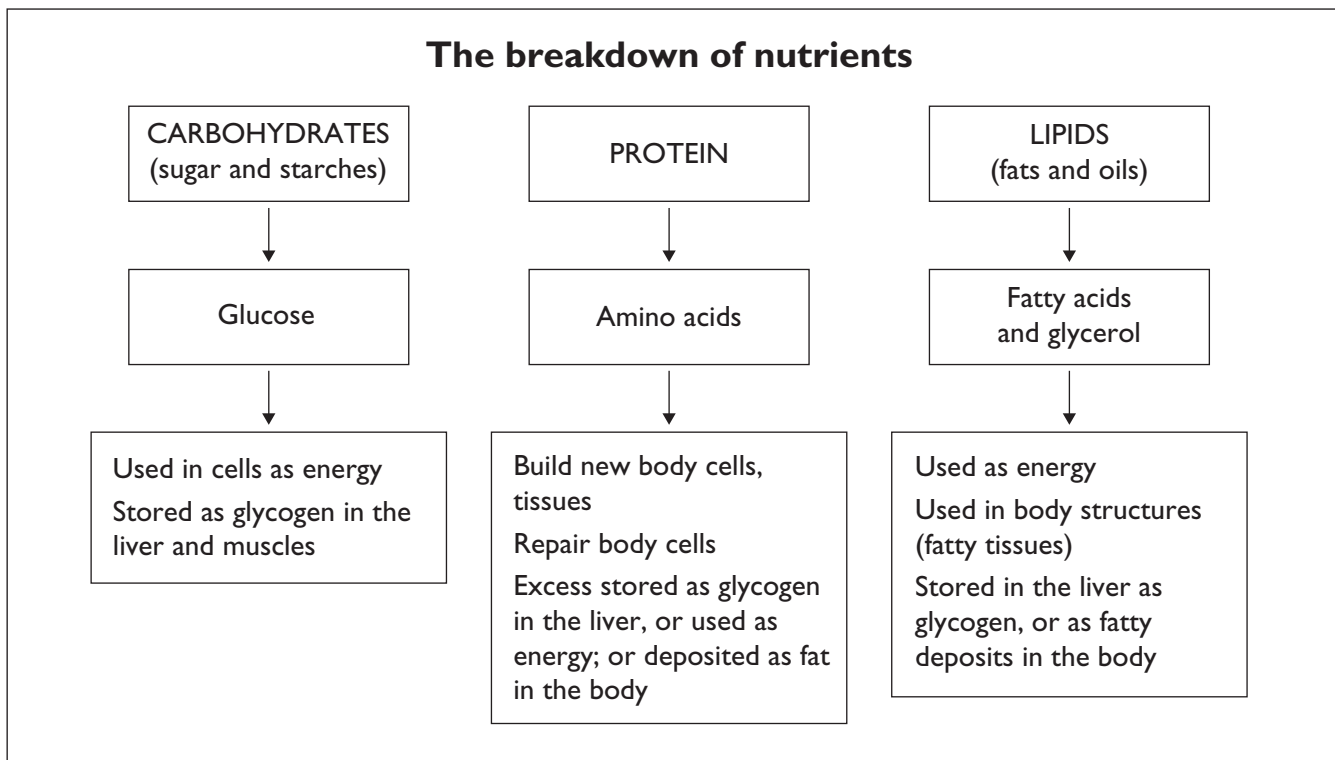 The breakdown of nutrients
CARBOHYDRATES
(sugar and starches)
PROTEIN
LIPIDS
(fats and oils)
Glucose
Amino acids
Fatty acids
and glycerol
Used in cells as energy
Stored as glycogen in the
liver and muscles
Build new body cells,
tissues
Repair body cells
Excess stored as glycogen
in the liver, or used as
energy; or deposited as fat
in the body
Used as energy
Used in body structures
(fatty tissues)
Stored in the liver as
glycogen, or as fatty
deposits in the body